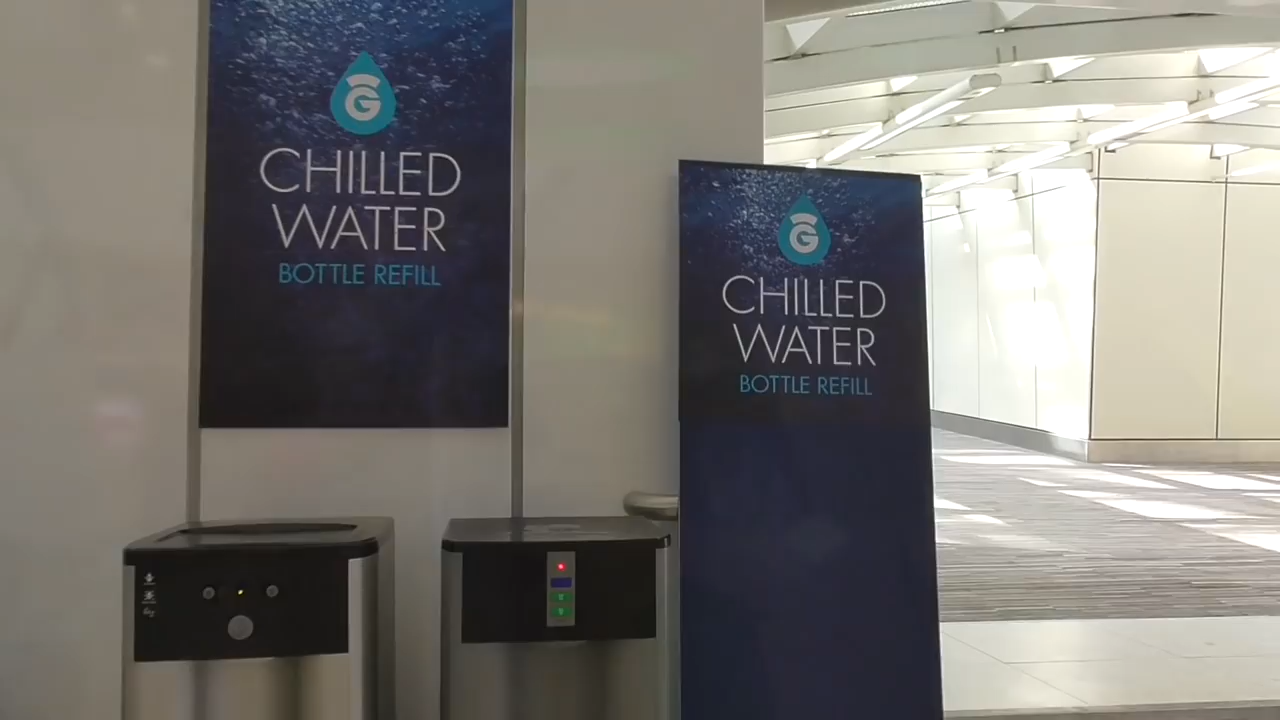 G
CHILLED
WATER
BOTTLE REFILL
G
CHILLED
WATER
BOTTLE REFILL